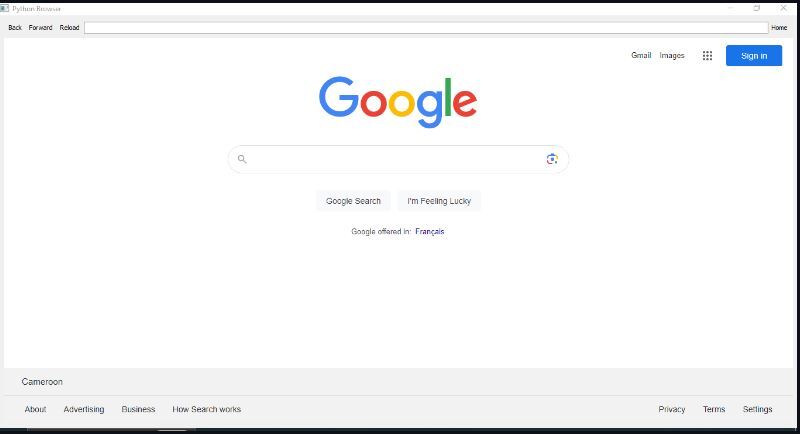 Python Browser
Back Forward Reload Home
Gmail Images Sign in
Google
Google Search I'm Feeling Lucky
Google offered in: Français
Cameroon
About Advertising Business How Search works Privacy Terms Settings